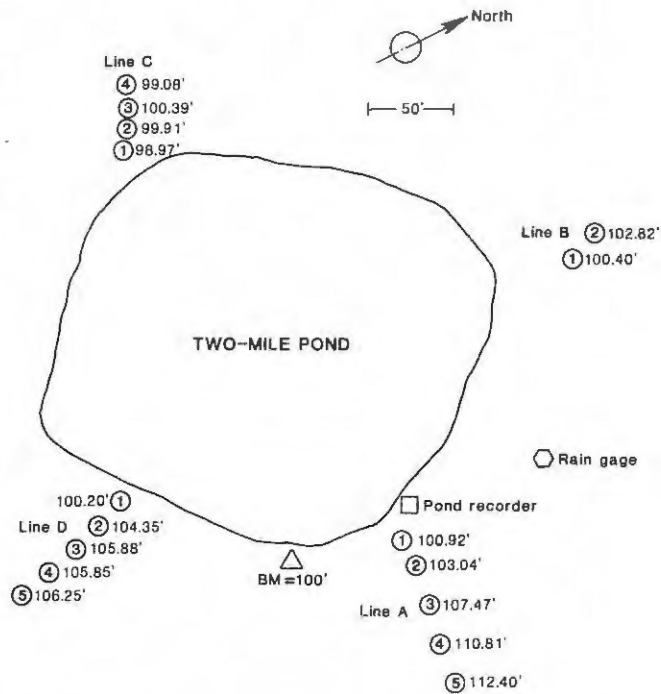 North
Line C
④ 99.08'
③ 100.39'
② 99.91'
① 98.97'
50'
Line B ② 102.82'
① 100.40'
TWO-MILE POND
Rain gage
Pond recorder
100.20' ①
Line D ② 104.35'
③ 105.88'
④ 105.85'
⑤ 106.25'
BM=100'
① 100.92'
② 103.04'
Line A ③ 107.47'
④ 110.81'
⑤ 112.40'